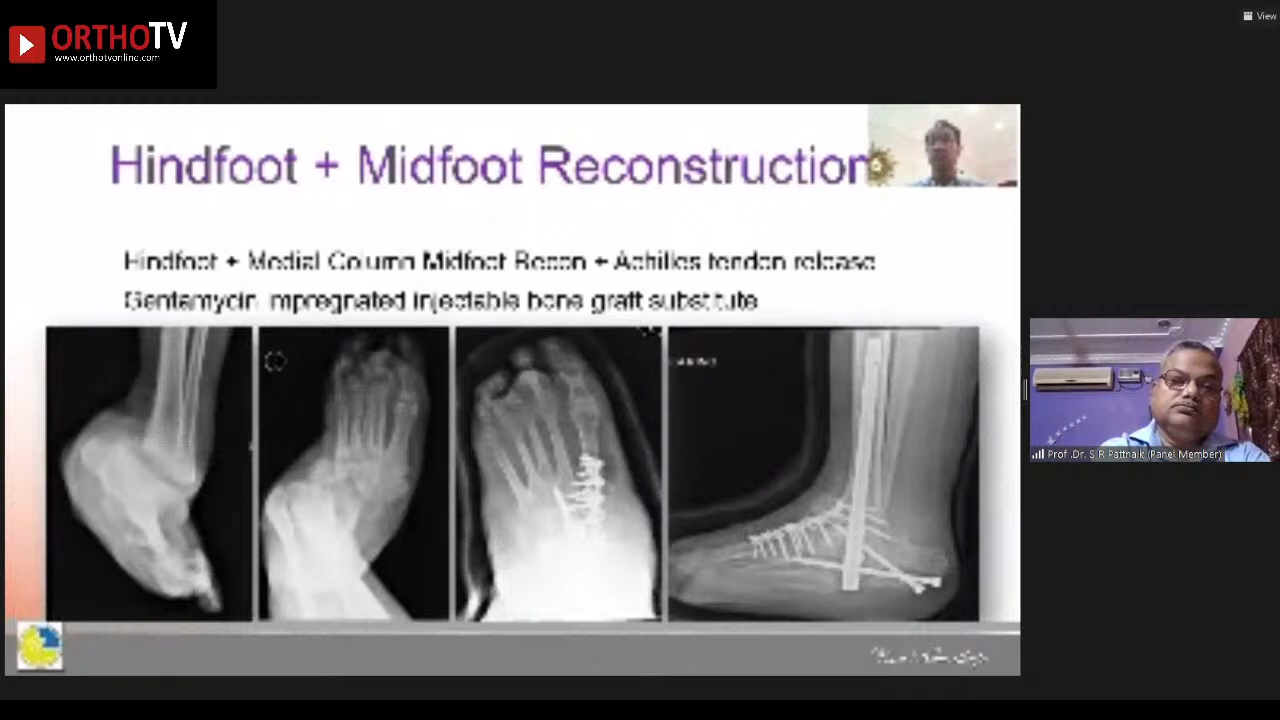 ORTHOTV
www.orthotvonline.com
View
Hindfoot + Midfoot Reconstruction
Hindfoot + Medial Column Midfoot Recon + Achilles tendon release
Gentamycin impregnated injectable bone graft substitute
Prof .Dr. S R Pattnaik (Panel Member)